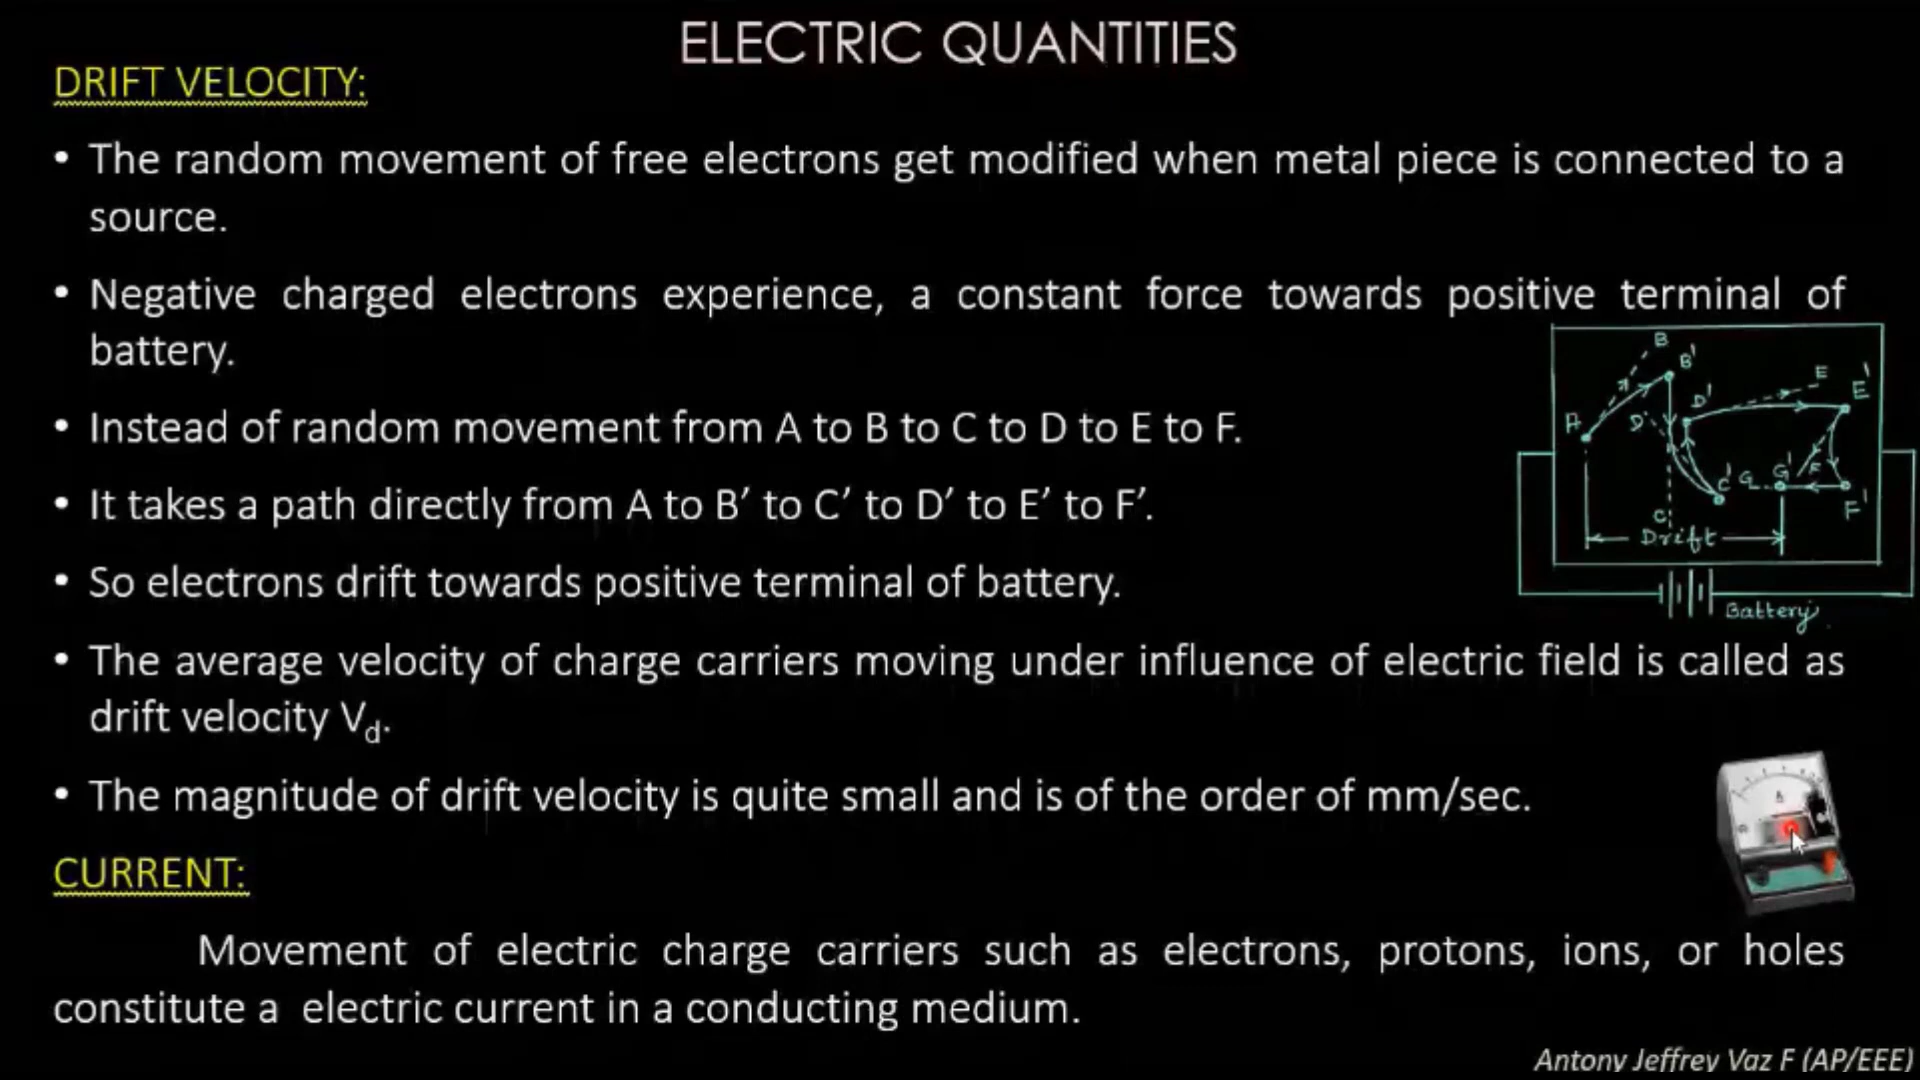 ELECTRIC QUANTITIES
DRIFT VELOCITY:
• The random movement of free electrons get modified when metal piece is connected to a
source.
• Negative charged electrons experience, a constant force towards positive terminal of
battery.
• Instead of random movement from A to B to C to D to E to F.
• It takes a path directly from A to B′ to C′ to D′ to E′ to F′.
• So electrons drift towards positive terminal of battery.
• The average velocity of charge carriers moving under influence of electric field is called as
drift velocity Vd.
• The magnitude of drift velocity is quite small and is of the order of mm/sec.
B
B'
E
E'
D'
A
D
C'
G
G'
F
F'
C
Drift
Battery
A
CURRENT:
Movement of electric charge carriers such as electrons, protons, ions, or holes
constitute a electric current in a conducting medium.
Antony Jeffrey Vaz F (AP/EEE)